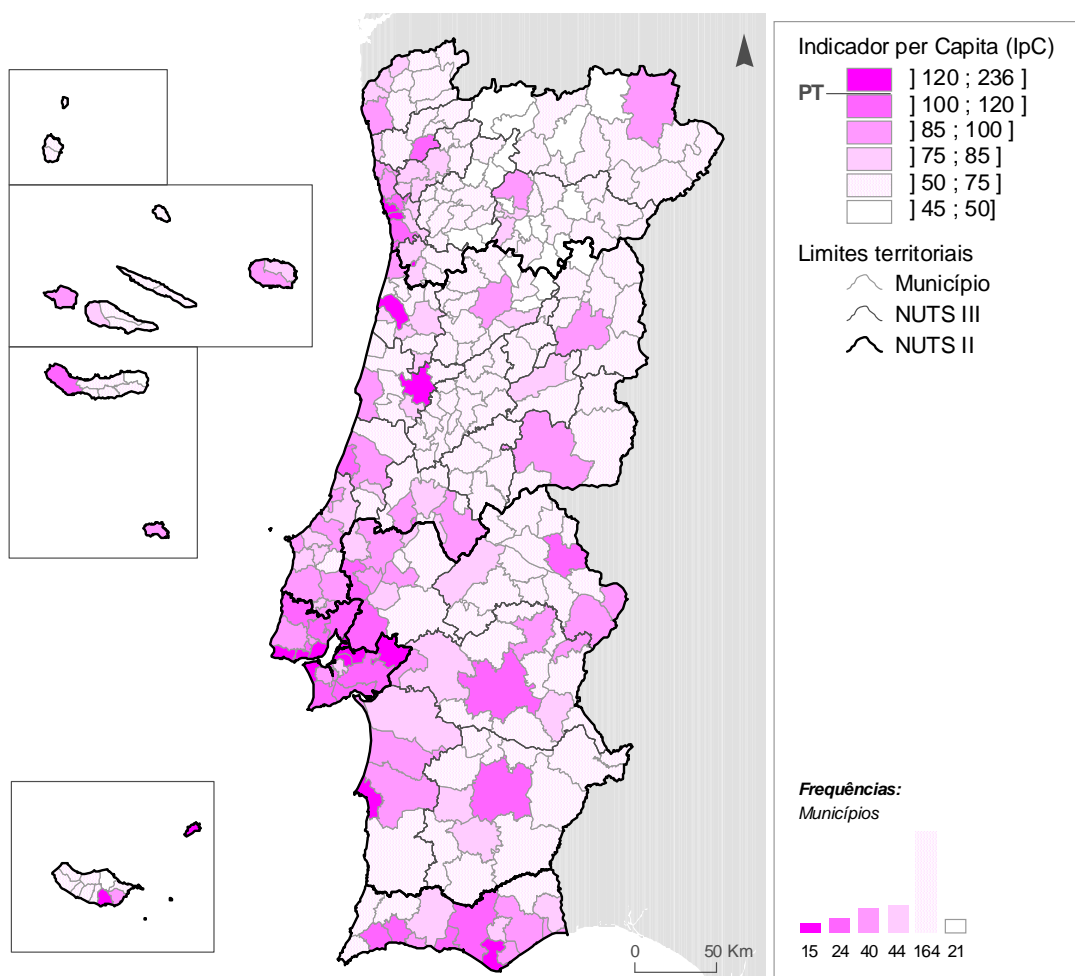 Indicador per Capita (IpC)
] 120 ; 236 ]
PT
] 100 ; 120 ]
] 85 ; 100 ]
] 75 ; 85 ]
] 50 ; 75 ]
] 45 ; 50]
Limites territoriais
Município
NUTS III
NUTS II
Frequências:
Municípios
15 24 40 44 164 21
0 50 Km